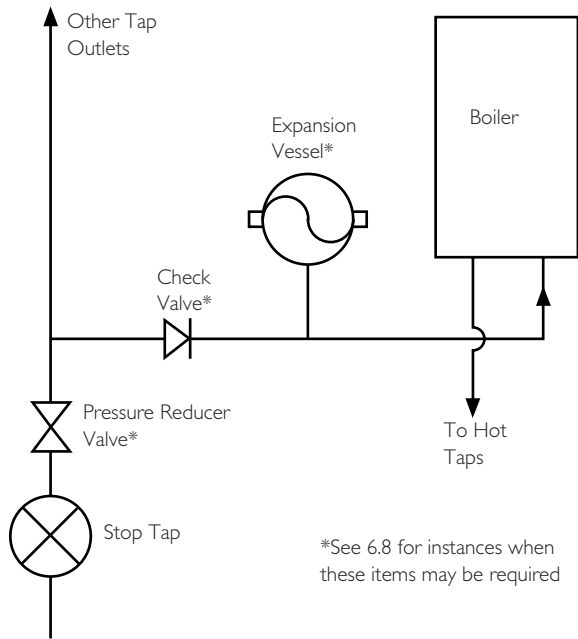 Other Tap
Outlets
Boiler
Expansion
Vessel*
Check
Valve*
Pressure Reducer
Valve*
To Hot
Taps
Stop Tap
*See 6.8 for instances when
these items may be required